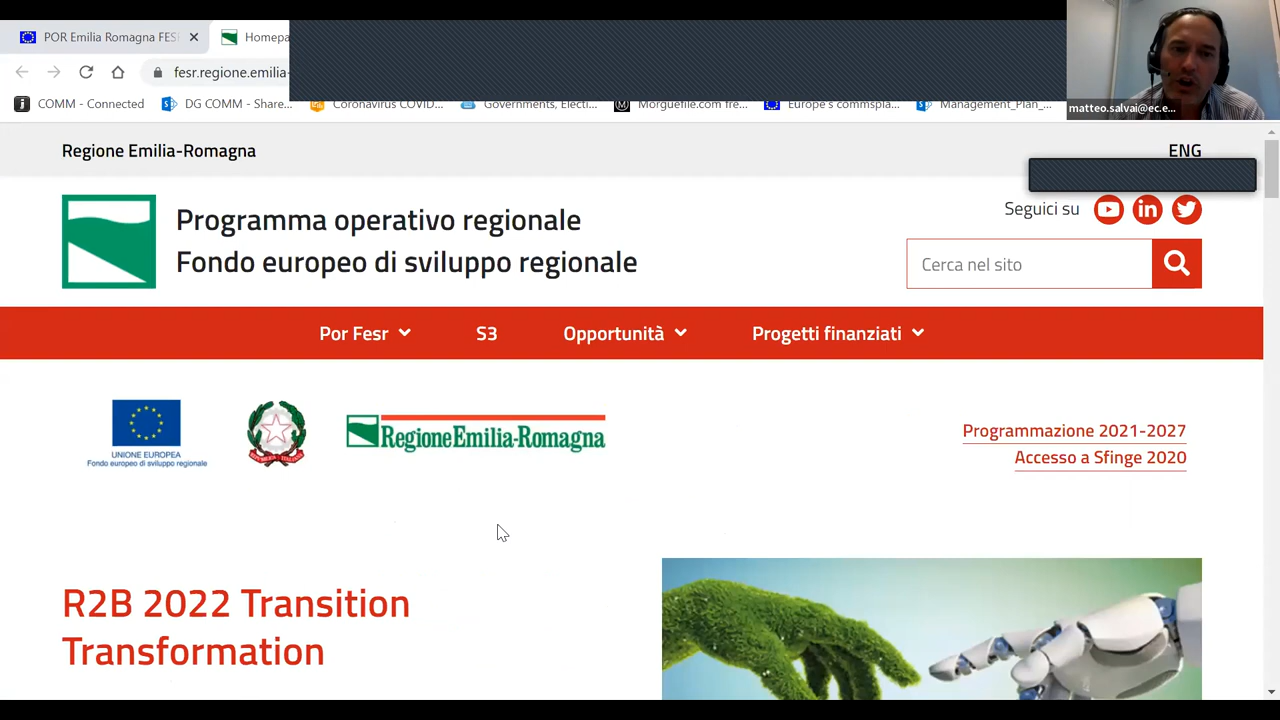 POR Emilia Romagna FES
Homepa
fesr.regione.emilia-
COMM - Connected
DG COMM - Share...
Coronavirus COVID...
Governments, Electi...
Morguefile.com fre...
Europe's commspla...
Management_Plan_...
matteo.salvai@ec.e...
Regione Emilia-Romagna
ENG
Programma operativo regionale
Fondo europeo di sviluppo regionale
Seguici su
Cerca nel sito
Por Fesr
S3
Opportunità
Progetti finanziati
UNIONE EUROPEA
Fondo europeo di sviluppo regionale
RegioneEmilia-Romagna
Programmazione 2021-2027
Accesso a Sfinge 2020
R2B 2022 Transition
Transformation